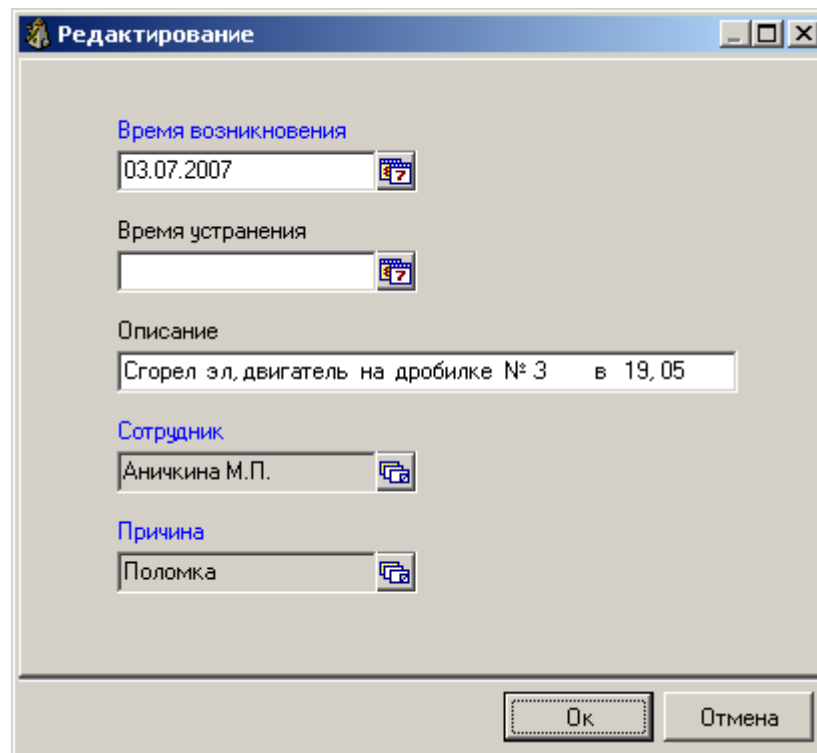 Редактирование
Время возникновения
03.07.2007
Время устранения
Описание
Сгорел эл,двигатель на дробилке № 3 в 19,05
Сотрудник
Аничкина М.П.
Причина
Поломка
Ок Отмена